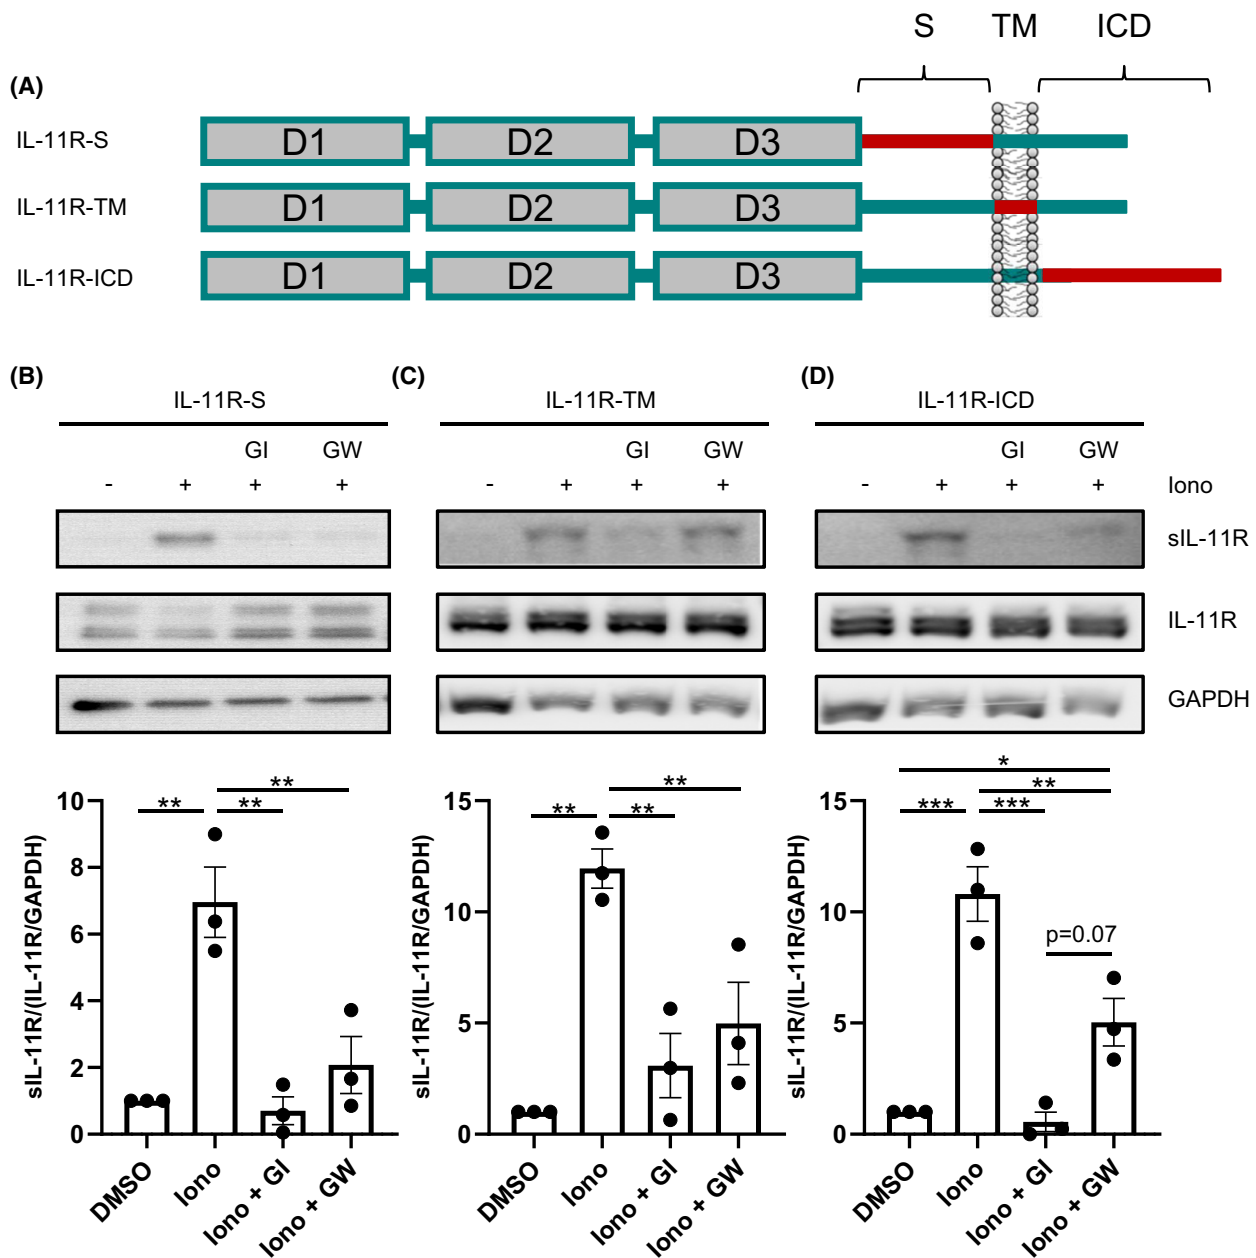 S TM ICD
(A)
IL-11R-S D1 D2 D3
IL-11R-TM D1 D2 D3
IL-11R-ICD D1 D2 D3
(B) (C) (D)
IL-11R-S IL-11R-TM IL-11R-ICD
GI GW GI GW GI GW
- + + + - + + + - + + + Iono
sIL-11R
IL-11R
GAPDH
sIL-11R/(IL-11R/GAPDH)
10
8
6
4
2
0
** ** **
DMSO
Iono
Iono + GI
Iono + GW
sIL-11R/(IL-11R/GAPDH)
15
10
5
0
** ** **
DMSO
Iono
Iono + GI
Iono + GW
sIL-11R/(IL-11R/GAPDH)
15
10
5
0
*
**
*** ***
p=0.07
DMSO
Iono
Iono + GI
Iono + GW